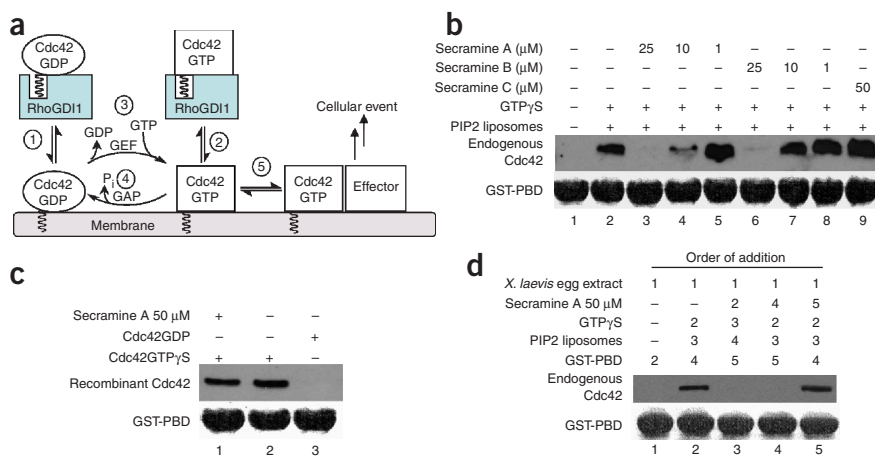 a
Cdc42
GDP
RhoGDI1
Cdc42
GTP
RhoGDI1
1
GDP
3
GTP
GEF
2
Cellular event
Cdc42
GDP
Pi
4
GAP
Cdc42
GTP
5
Cdc42
GTP
Effector
Membrane
b
Secramine A (μM) – – 25 10 1 – – – –
Secramine B (μM) – – – – – 25 10 1 –
Secramine C (μM) – – – – – – – – 50
GTPγS – + + + + + + + +
PIP2 liposomes – + + + + + + + +
Endogenous
Cdc42
GST-PBD
1 2 3 4 5 6 7 8 9
c
Secramine A 50 μM + – –
Cdc42GDP – – +
Cdc42GTPγS + + –
Recombinant Cdc42
GST-PBD
1 2 3
d
Order of addition
X. laevis egg extract 1 1 1 1 1
Secramine A 50 μM – – 2 4 5
GTPγS – 2 3 2 2
PIP2 liposomes – 3 4 3 3
GST-PBD 2 4 5 5 4
Endogenous
Cdc42
GST-PBD
1 2 3 4 5